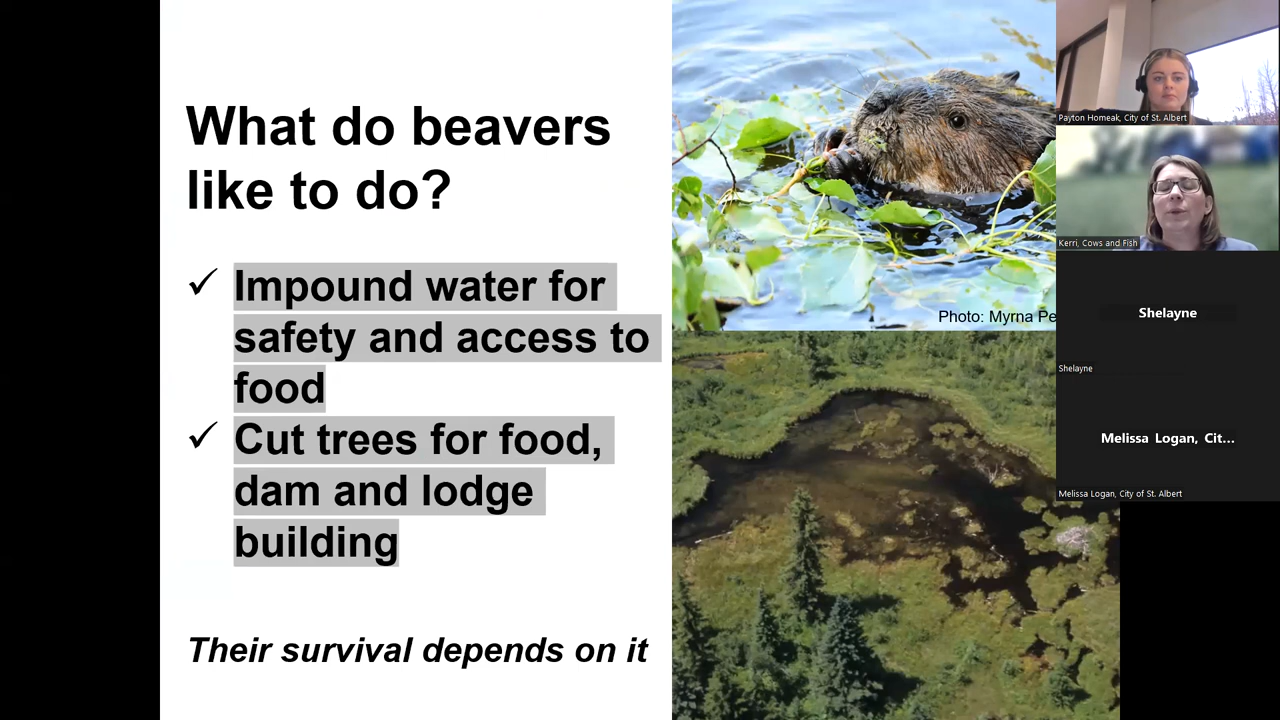 What do beavers
like to do?
✓ Impound water for
safety and access to
food
✓ Cut trees for food,
dam and lodge
building
Their survival depends on it
Photo: Myrna Pe
Payton Homeak, City of St. Albert
Kerri, Cows and Fish
Shelayne
Shelayne
Melissa Logan, Cit...
Melissa Logan, City of St. Albert